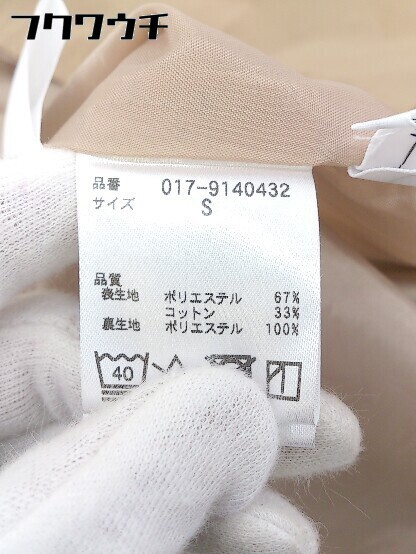 フクワウチ
品番 017-9140432
サイズ S
品質
表生地 ポリエステル 67%
コットン 33%
裏生地 ポリエステル 100%
40